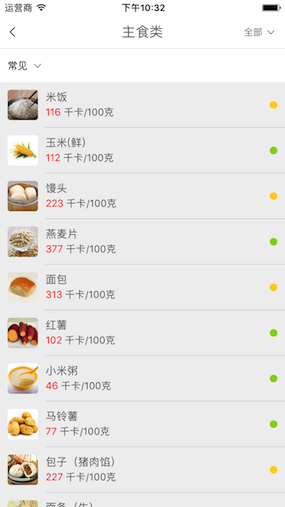 运营商 下午10:32
主食类 全部
常见
米饭
116 千卡/100克
玉米(鲜)
112 千卡/100克
馒头
223 千卡/100克
燕麦片
377 千卡/100克
面包
313 千卡/100克
红薯
102 千卡/100克
小米粥
46 千卡/100克
马铃薯
77 千卡/100克
包子（猪肉馅）
227 千卡/100克